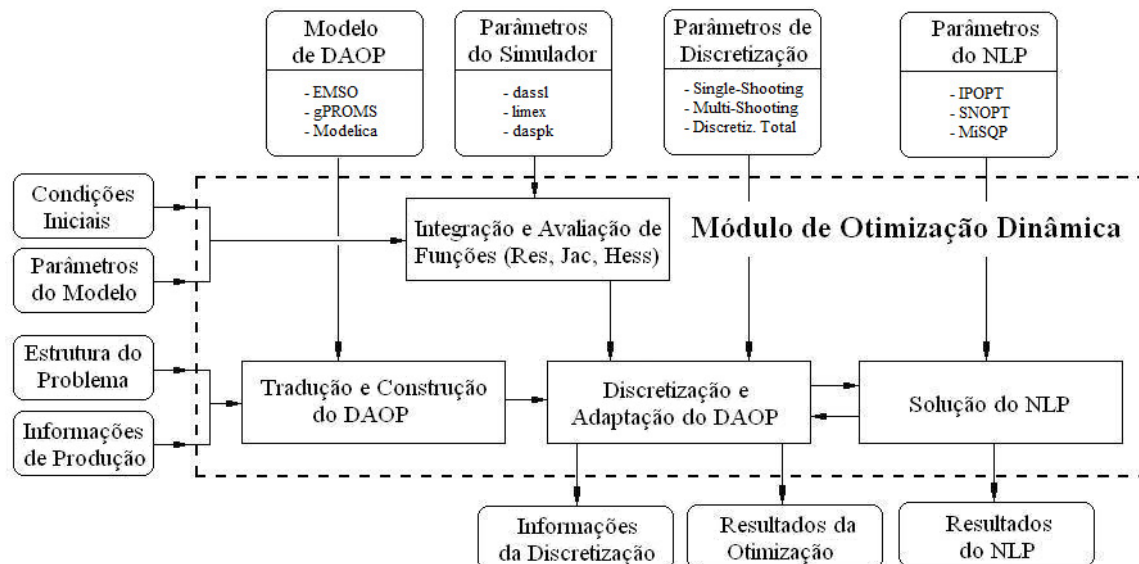 Modelo
de DAOP
- EMSO
- gPROMS
- Modelica
Parâmetros
do Simulador
- dassl
- limex
- daspk
Parâmetros de
Discretização
- Single-Shooting
- Multi-Shooting
- Discretiz. Total
Parâmetros
do NLP
- IPOPT
- SNOPT
- MiSQP
Condições
Iniciais
Parâmetros
do Modelo
Integração e Avaliação de
Funções (Res, Jac, Hess)
Módulo de Otimização Dinâmica
Estrutura do
Problema
Informações
de Produção
Tradução e Construção
do DAOP
Discretização e
Adaptação do DAOP
Solução do NLP
Informações
da Discretização
Resultados da
Otimização
Resultados
do NLP